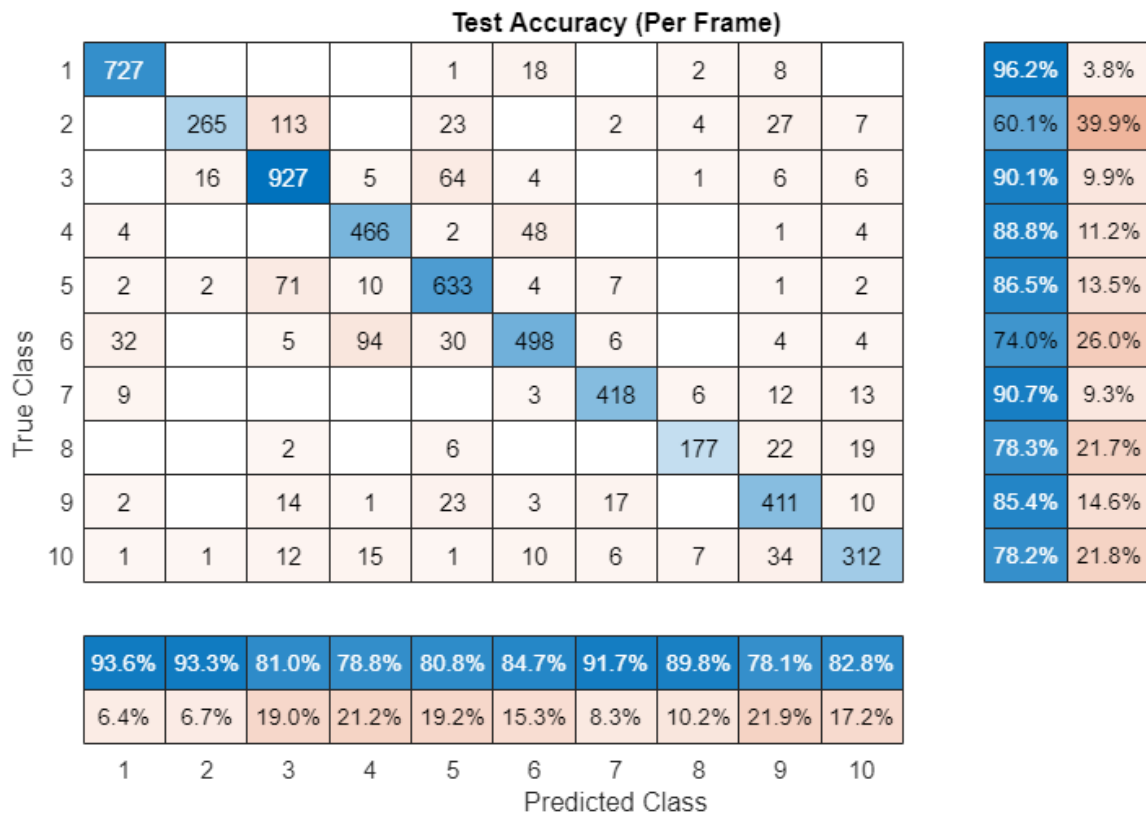 Test Accuracy (Per Frame)
1 727 1 18 2 8 96.2% 3.8%
2 265 113 23 2 4 27 7 60.1% 39.9%
3 16 927 5 64 4 1 6 6 90.1% 9.9%
4 4 466 2 48 1 4 88.8% 11.2%
5 2 2 71 10 633 4 7 1 2 86.5% 13.5%
6 32 5 94 30 498 6 4 4 74.0% 26.0%
7 9 3 418 6 12 13 90.7% 9.3%
8 2 6 177 22 19 78.3% 21.7%
9 2 14 1 23 3 17 411 10 85.4% 14.6%
10 1 1 12 15 1 10 6 7 34 312 78.2% 21.8%
True Class
93.6% 93.3% 81.0% 78.8% 80.8% 84.7% 91.7% 89.8% 78.1% 82.8%
6.4% 6.7% 19.0% 21.2% 19.2% 15.3% 8.3% 10.2% 21.9% 17.2%
1 2 3 4 5 6 7 8 9 10
Predicted Class